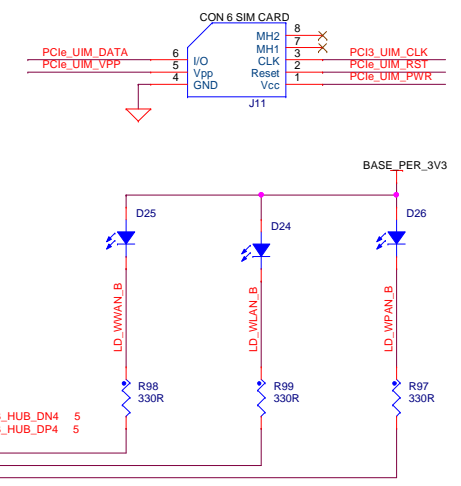 CON 6 SIM CARD
MH2 8
MH1 7
PCIe_UIM_DATA 6 I/O CLK 3 PCI3_UIM_CLK
PCIe_UIM_VPP 5 Vpp Reset 2 PCIe_UIM_RST
4 GND Vcc 1 PCIe_UIM_PWR
J11
BASE_PER_3V3
D25
D24
D26
LD_WWAN_B
LD_WLAN_B
LD_WPAN_B
R98
330R
R99
330R
R97
330R
_HUB_DN4 5
_HUB_DP4 5